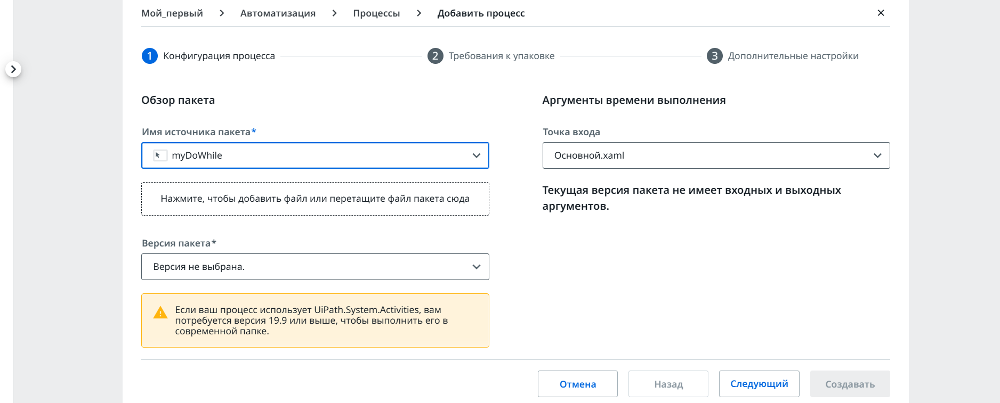 Мой_первый > Автоматизация > Процессы > Добавить процесс
1 Конфигурация процесса 2 Требования к упаковке 3 Дополнительные настройки
Обзор пакета
Имя источника пакета*
myDoWhile
Нажмите, чтобы добавить файл или перетащите файл пакета сюда
Версия пакета*
Версия не выбрана.
Если ваш процесс использует UiPath.System.Activities, вам
потребуется версия 19.9 или выше, чтобы выполнить его в
современной папке.
Аргументы времени выполнения
Точка входа
Основной.xaml
Текущая версия пакета не имеет входных и выходных
аргументов.
Отмена Назад Следующий Создавать